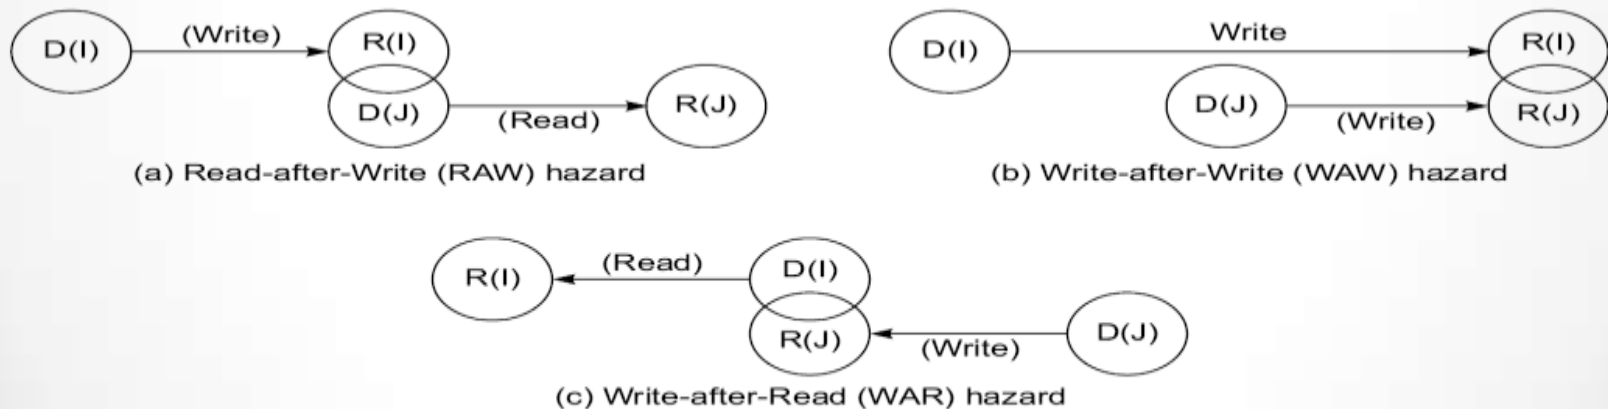 D(I)
(Write)
R(I)
D(J)
(Read)
R(J)
(a) Read-after-Write (RAW) hazard
D(I)
Write
R(I)
D(J)
(Write)
R(J)
(b) Write-after-Write (WAW) hazard
R(I)
(Read)
D(I)
R(J)
(Write)
D(J)
(c) Write-after-Read (WAR) hazard